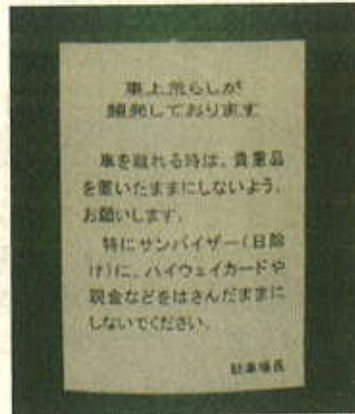 車上荒らしが
頻発しております
車を離れる時は、貴重品
を置いたままにしないよう、
お願いします。
特にサンバイザー（日除
け）に、ハイウェイカードや
現金などをはさんだままに
しないでください。
駐車場長